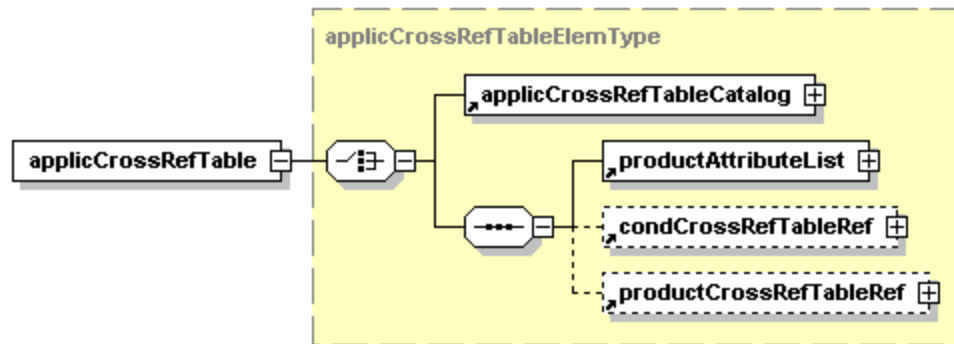 applicCrossRefTableElemType
applicCrossRefTableCatalog
applicCrossRefTable
productAttributeList
condCrossRefTableRef
productCrossRefTableRef